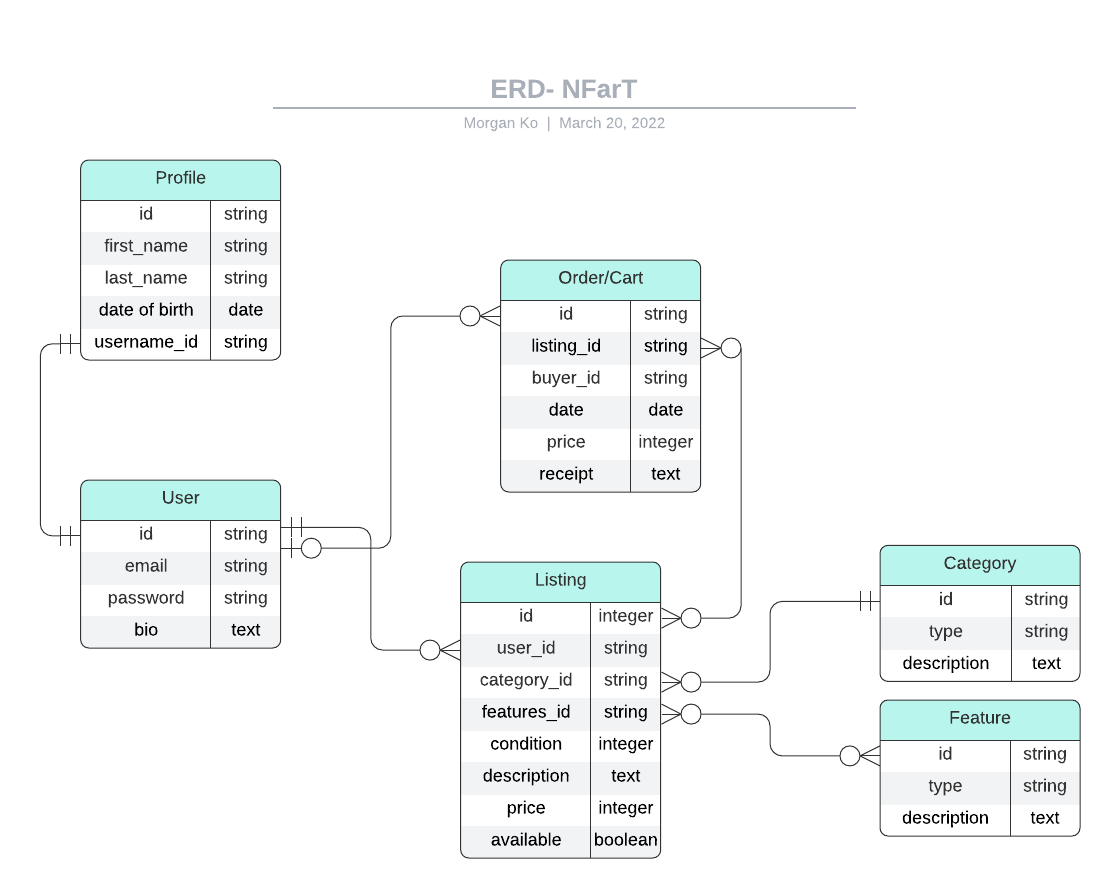 ERD- NFarT
Morgan Ko | March 20, 2022
Profile
id string
first_name string
last_name string
date of birth date
username_id string
Order/Cart
id string
listing_id string
buyer_id string
date date
price integer
receipt text
User
id string
email string
password string
bio text
Listing
id integer
user_id string
category_id string
features_id string
condition integer
description text
price integer
available boolean
Category
id string
type string
description text
Feature
id string
type string
description text